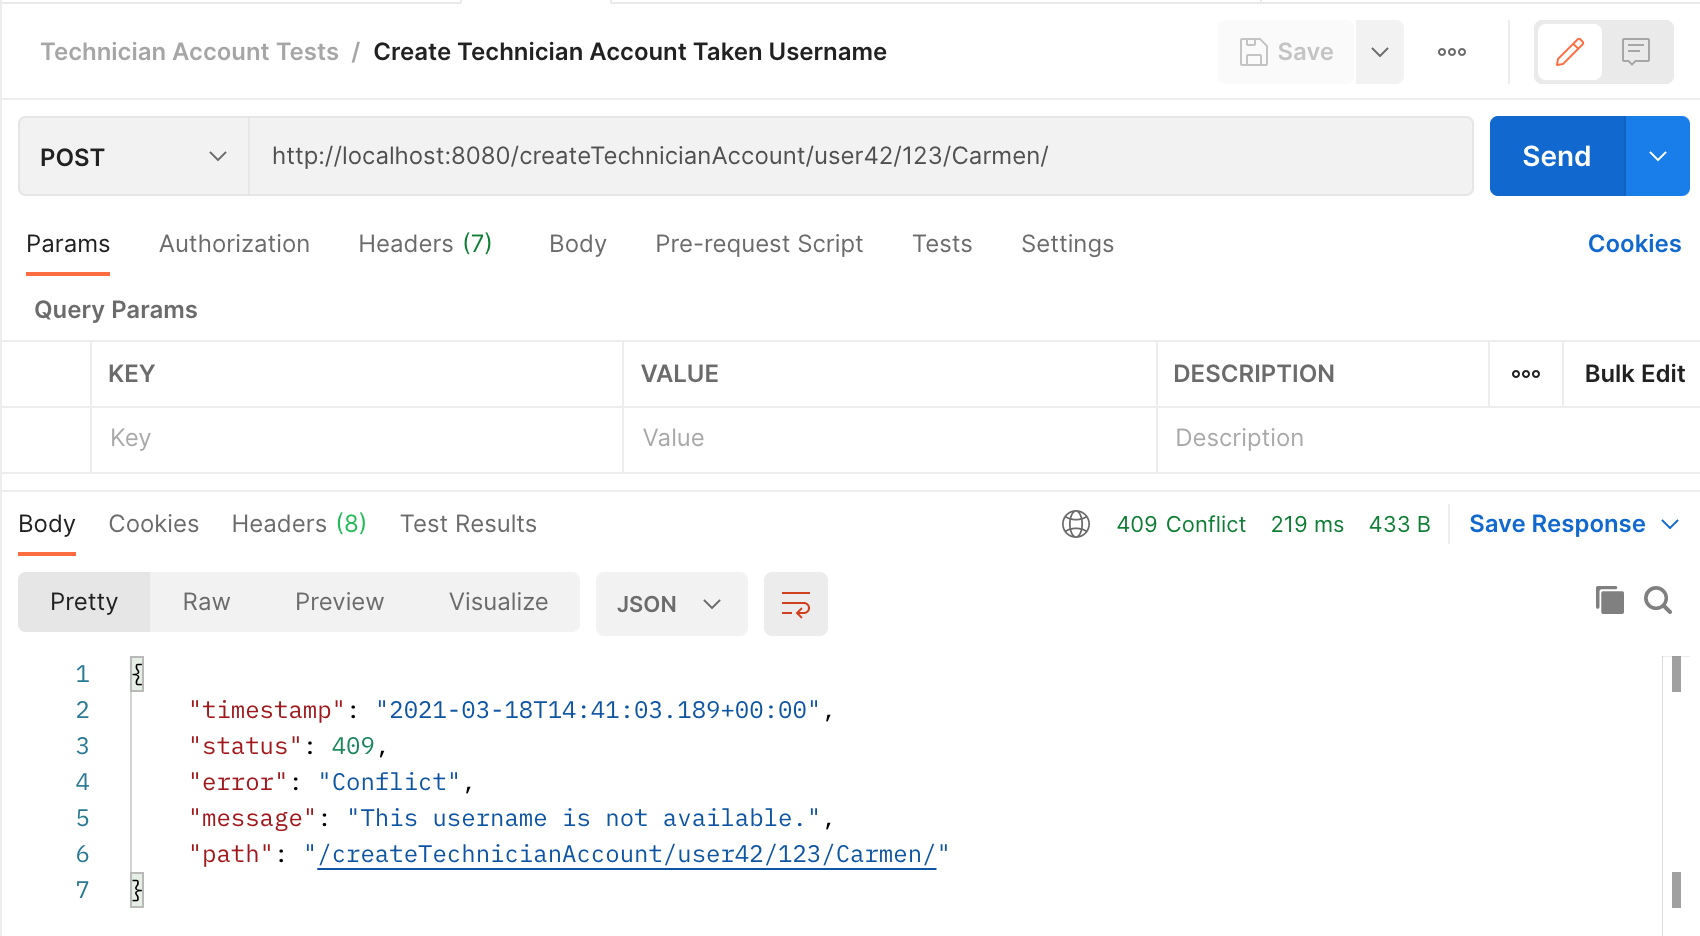 Technician Account Tests / Create Technician Account Taken Username Save
POST http://localhost:8080/createTechnicianAccount/user42/123/Carmen/ Send
Params Authorization Headers (7) Body Pre-request Script Tests Settings Cookies
Query Params
KEY VALUE DESCRIPTION Bulk Edit
Key Value Description
Body Cookies Headers (8) Test Results 409 Conflict 219 ms 433 B Save Response
Pretty Raw Preview Visualize JSON
1 {
2 "timestamp": "2021-03-18T14:41:03.189+00:00",
3 "status": 409,
4 "error": "Conflict",
5 "message": "This username is not available.",
6 "path": "/createTechnicianAccount/user42/123/Carmen/"
7 }